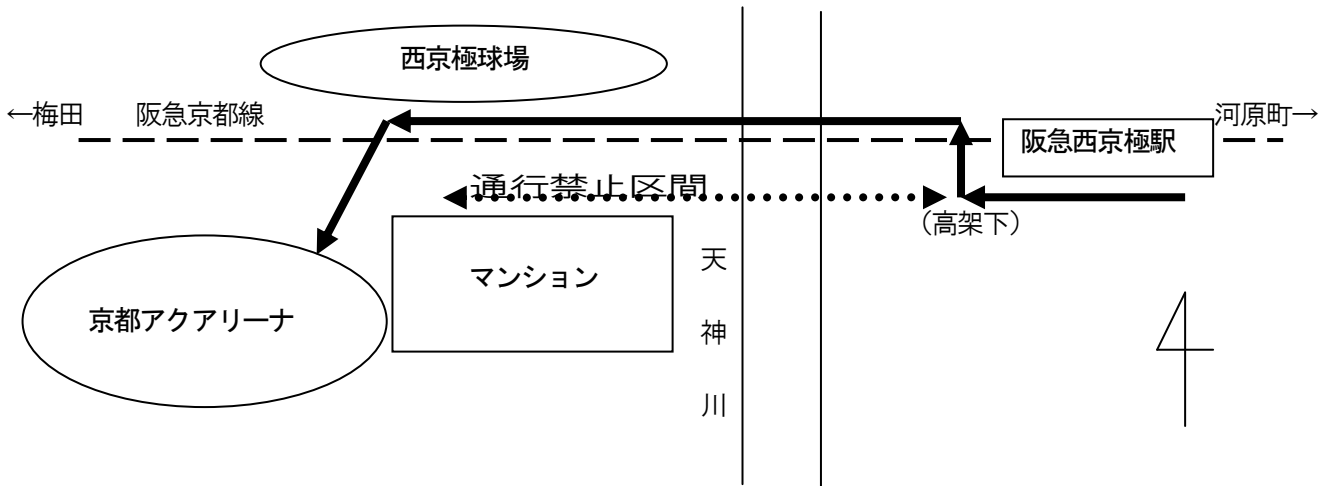 西京極球場
←梅田
阪急京都線
河原町→
阪急西京極駅
通行禁止区間
(高架下)
マンション
京都アクアリーナ
天神川